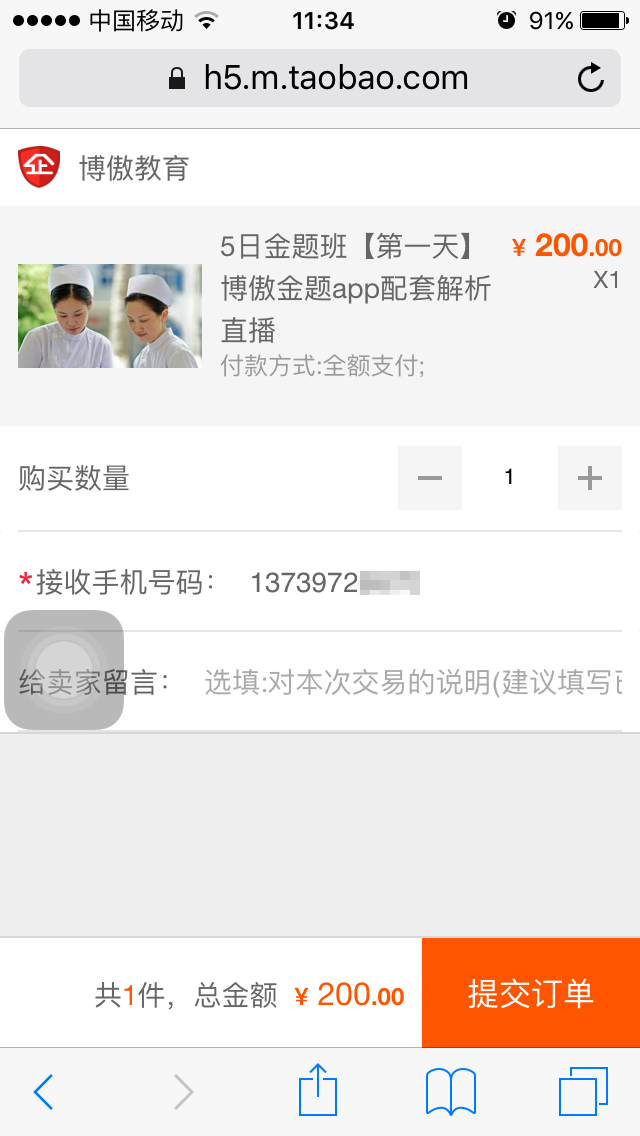 中国移动 11:34 91%
h5.m.taobao.com
企 博傲教育
5日金题班【第一天】 ¥ 200.00
博傲金题app配套解析 X1
直播
付款方式:全额支付;
购买数量 1
*接收手机号码： 1373972
给卖家留言： 选填:对本次交易的说明(建议填写已
共1件，总金额 ¥ 200.00 提交订单